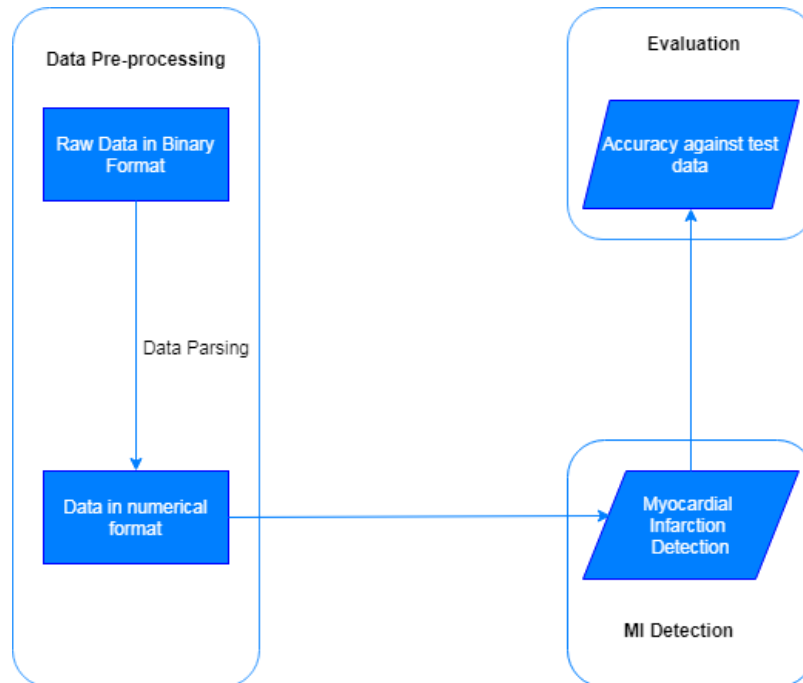 Data Pre-processing
Raw Data in Binary
Format
Data Parsing
Data in numerical
format
Evaluation
Accuracy against test
data
Myocardial
Infarction
Detection
MI Detection